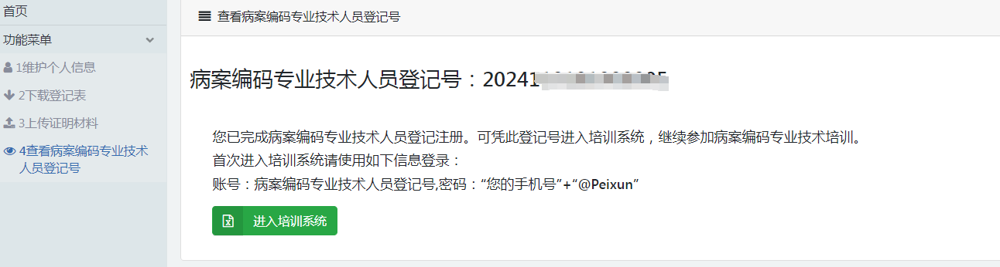 首页
查看病案编码专业技术人员登记号
功能菜单
1维护个人信息
2下载登记表
3上传证明材料
4查看病案编码专业技术
人员登记号
病案编码专业技术人员登记号：20241
您已完成病案编码专业技术人员登记注册。可凭此登记号进入培训系统，继续参加病案编码专业技术培训。
首次进入培训系统请使用如下信息登录：
账号：病案编码专业技术人员登记号,密码：“您的手机号”+“@Peixun”
进入培训系统